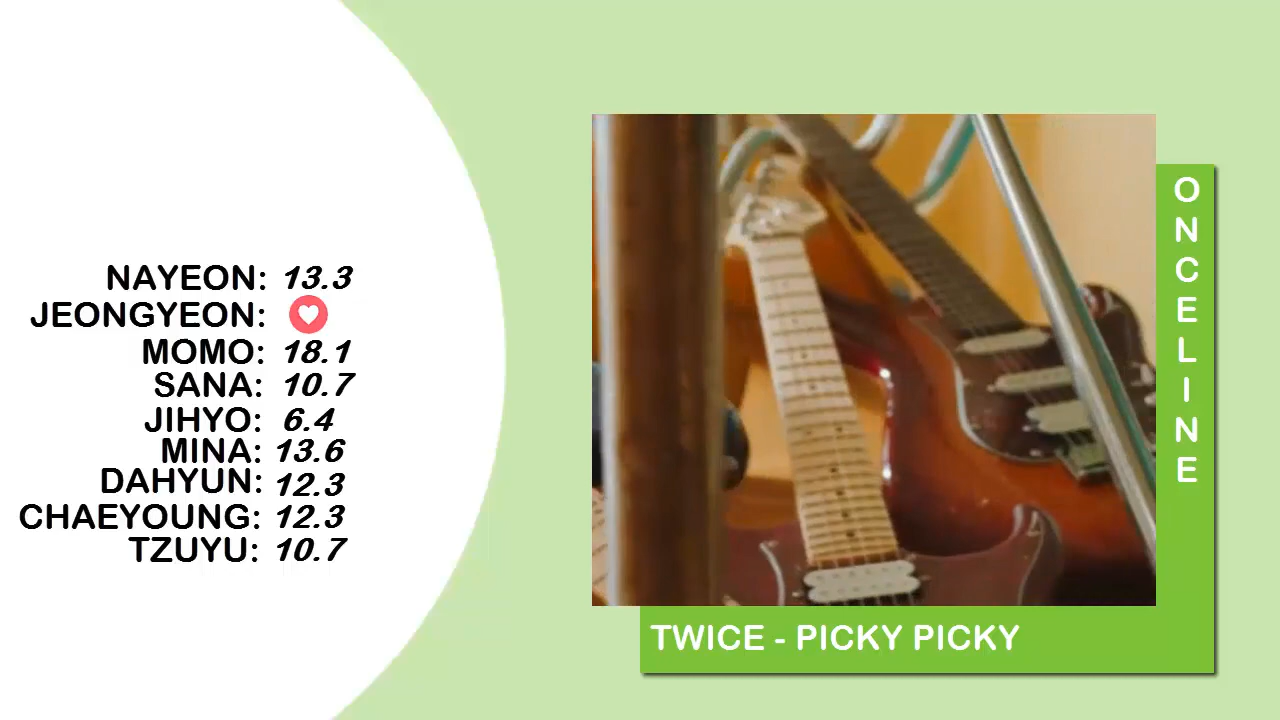 NAYEON: 13.3
JEONGYEON:
MOMO: 18.1
SANA: 10.7
JIHYO: 6.4
MINA: 13.6
DAHYUN: 12.3
CHAEYOUNG: 12.3
TZUYU: 10.7
ONCELINE
TWICE - PICKY PICKY